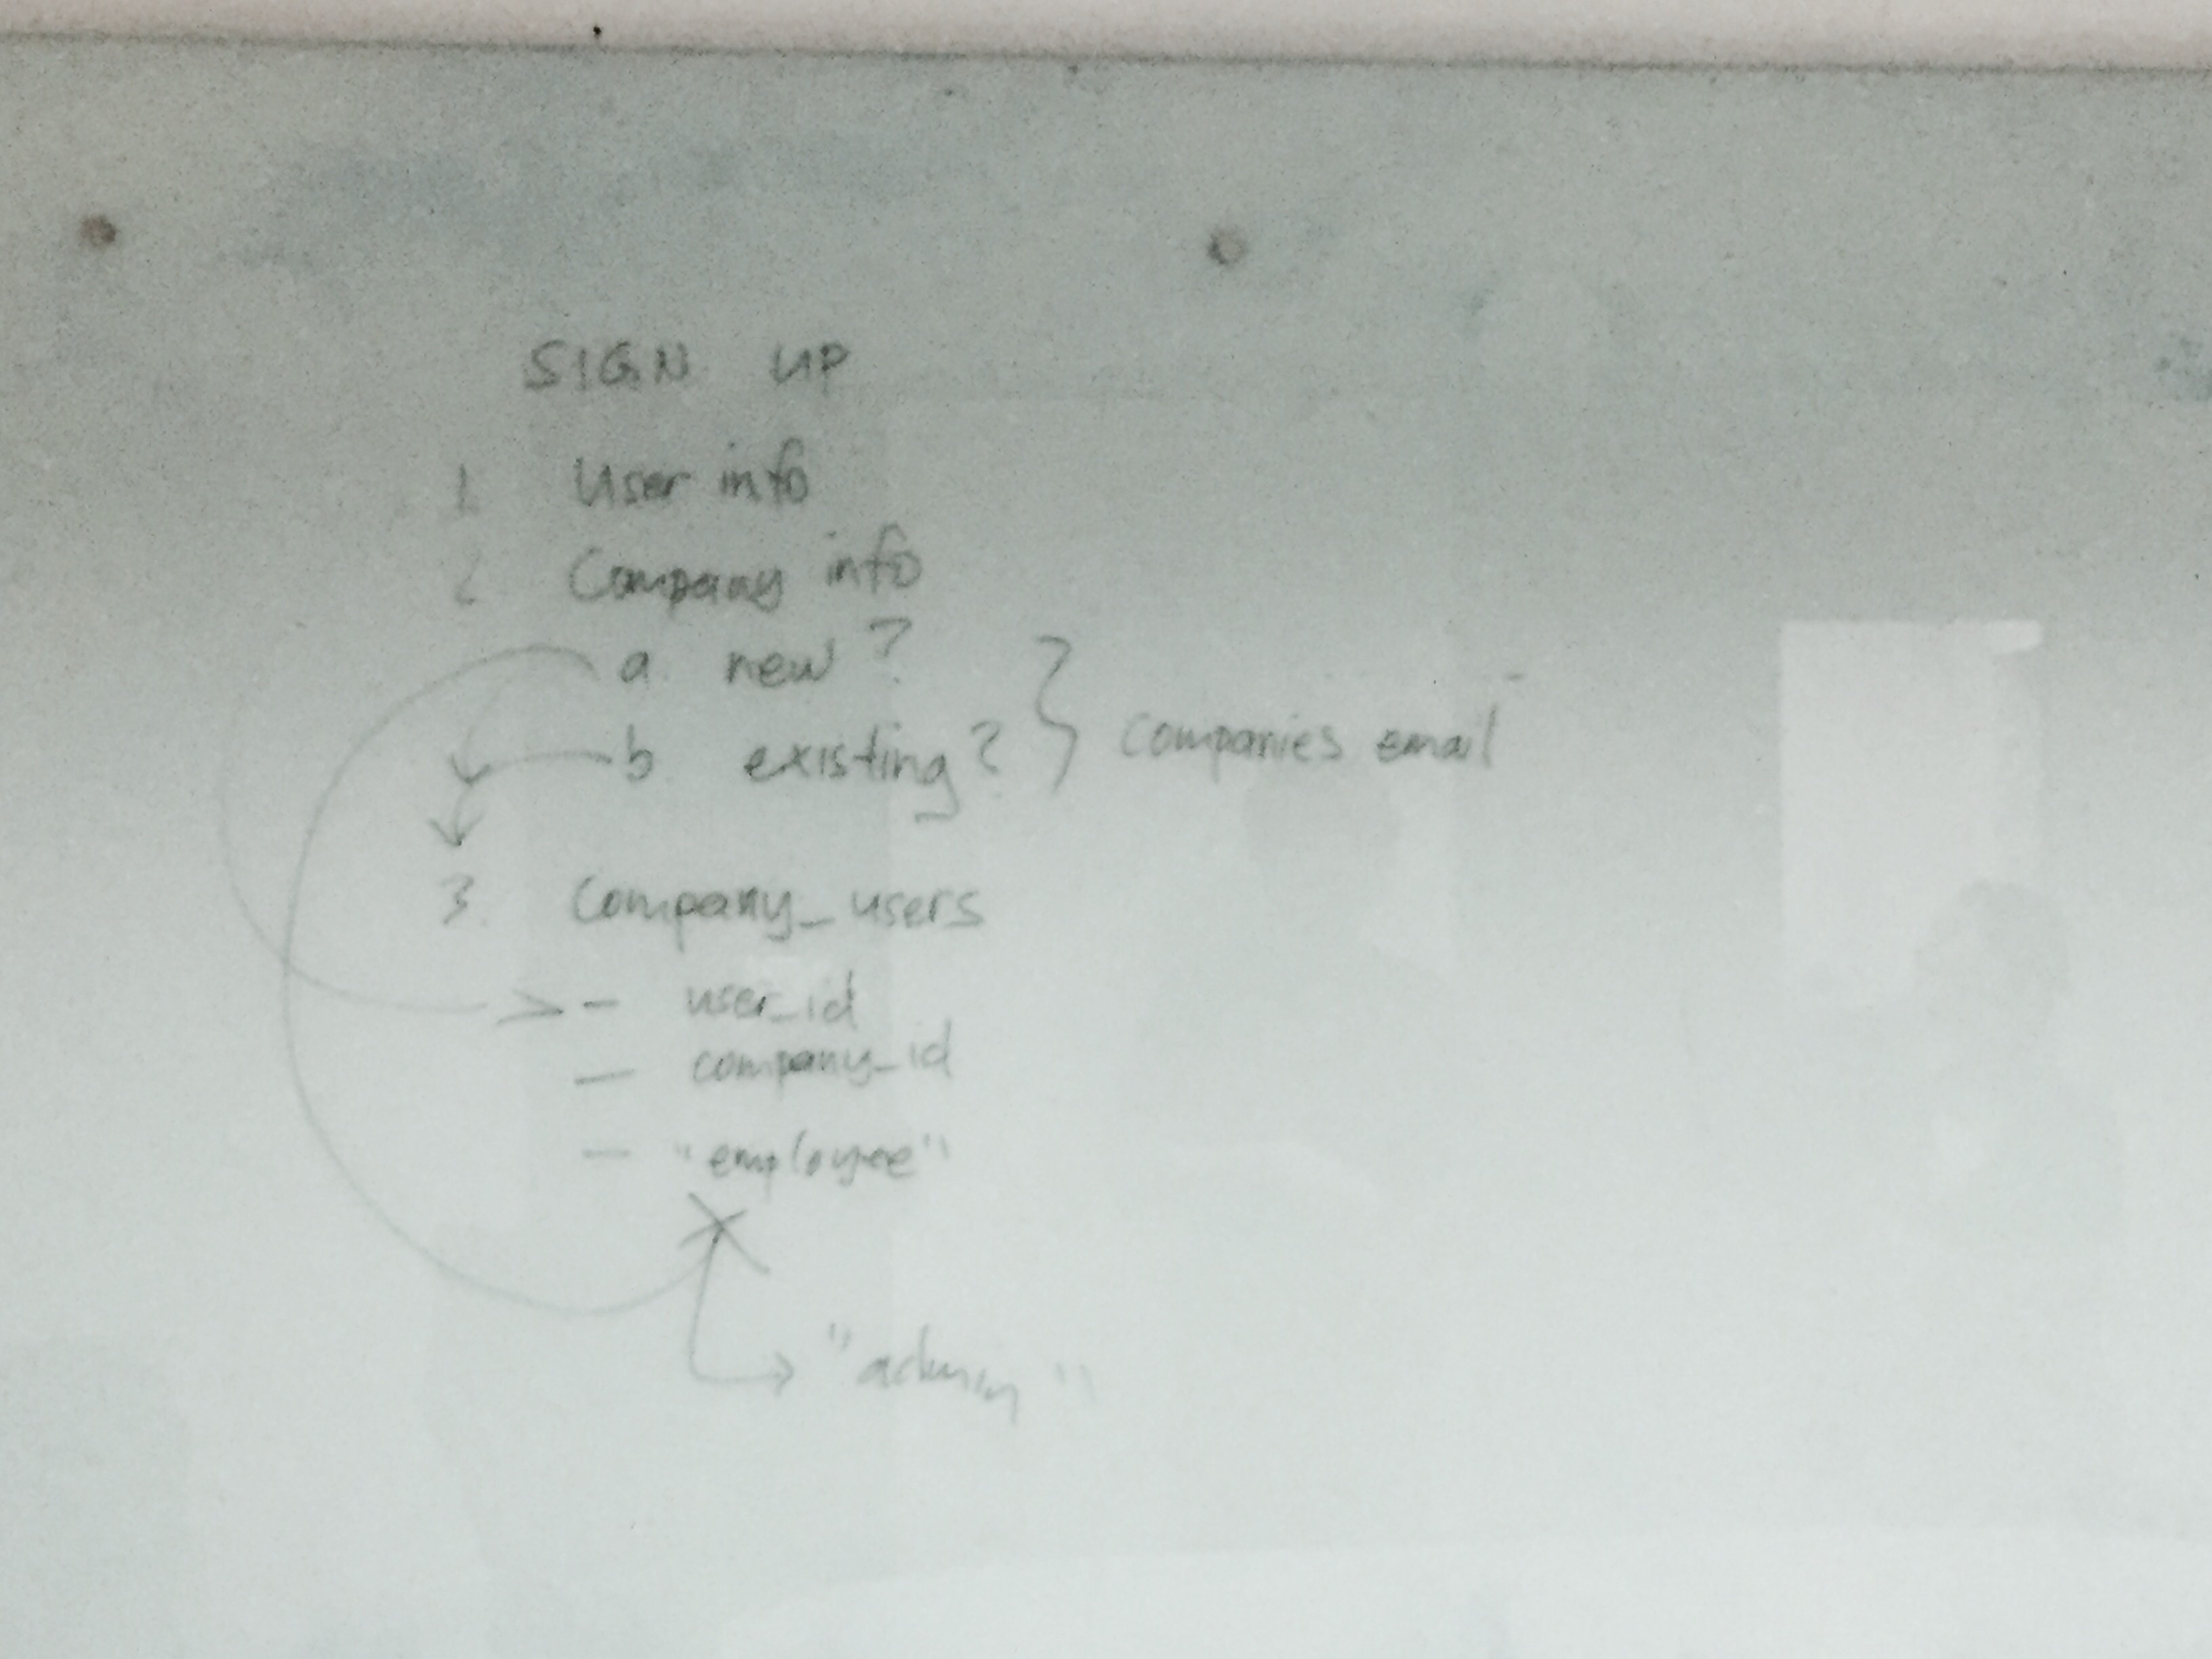 SIGN UP
1 User info
2 Company info
a. new?
b. existing? } companies email
3. Company_users
- user_id
- company_id
- "employee"
"admin"